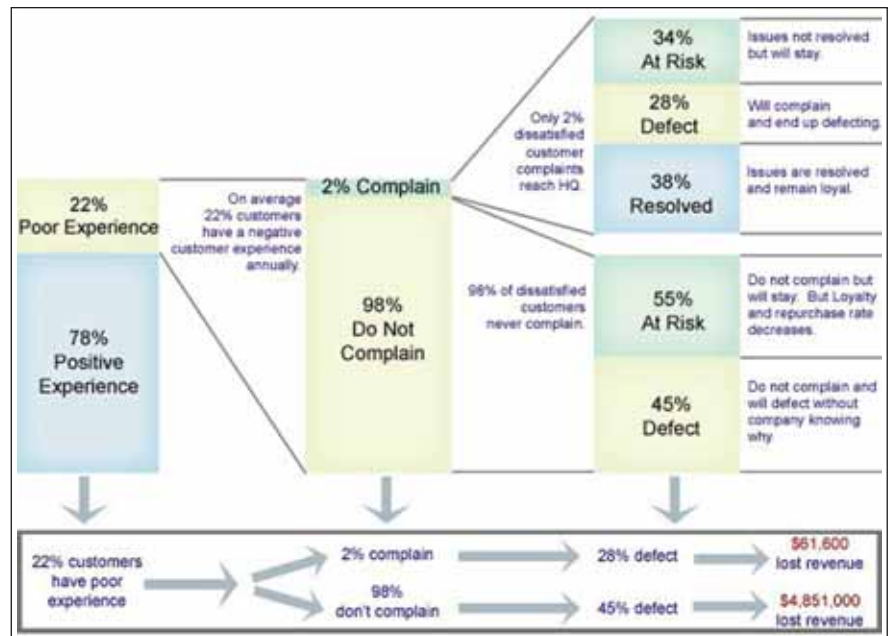 22%
Poor Experience
78%
Positive
Experience
On average
22% customers
have a negative
customer experience
annually.
2% Complain
98%
Do Not
Complain
Only 2%
dissatisfied
customer
complaints
reach HQ.
98% of dissatisfied
customers
never complain.
34%
At Risk
Issues not resolved
but will stay.
28%
Defect
Will complain
and end up defecting.
38%
Resolved
Issues are resolved
and remain loyal.
55%
At Risk
Do not complain but
will stay. But Loyalty
and repurchase rate
decreases.
45%
Defect
Do not complain and
will defect without
company knowing
why
22% customers
have poor
experience
2% complain
28% defect
$61,600
lost revenue
98%
don't complain
45% defect
$4,851,000
lost revenue